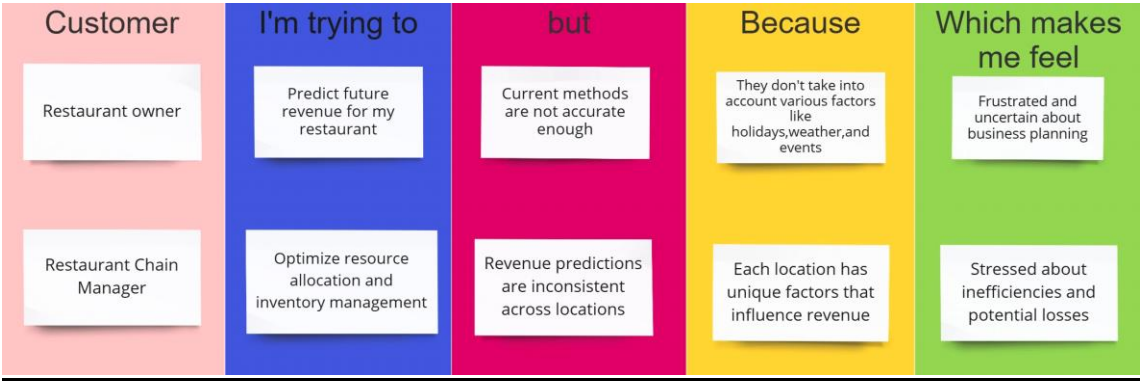 Customer
I'm trying to
but
Because
Which makes
me feel
Restaurant owner
Predict future
revenue for my
restaurant
Current methods
are not accurate
enough
They don't take into
account various factors
like
holidays,weather,and
events
Frustrated and
uncertain about
business planning
Restaurant Chain
Manager
Optimize resource
allocation and
inventory management
Revenue predictions
are inconsistent
across locations
Each location has
unique factors that
influence revenue
Stressed about
inefficiencies and
potential losses